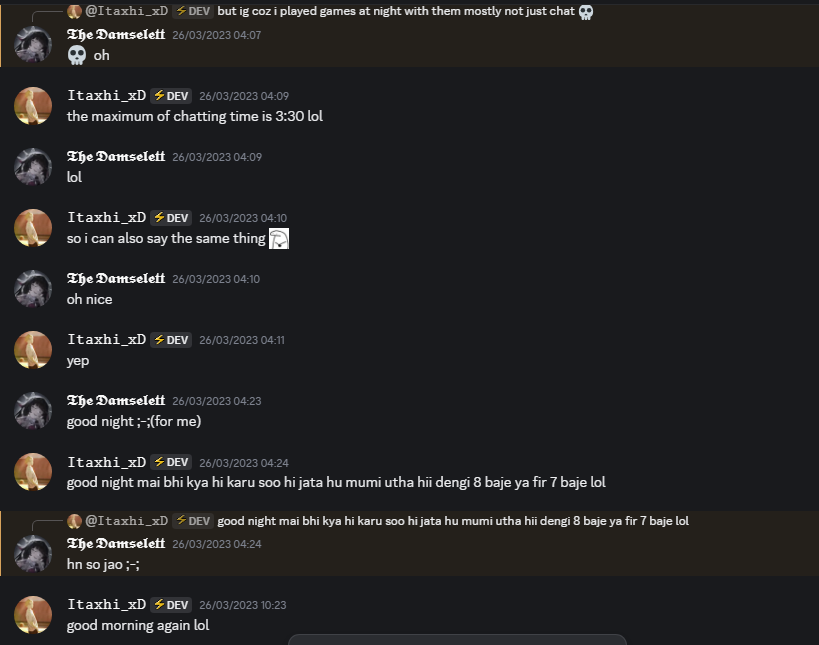 @Itaxhi_xD ⚡DEV but ig coz i played games at night with them mostly not just chat 💀
𝕿𝖍𝖊 𝕯𝖆𝖒𝖘𝖊𝖑𝖊𝖙𝖙 26/03/2023 04:07
💀 oh
Itaxhi_xD ⚡DEV 26/03/2023 04:09
the maximum of chatting time is 3:30 lol
𝕿𝖍𝖊 𝕯𝖆𝖒𝖘𝖊𝖑𝖊𝖙𝖙 26/03/2023 04:09
lol
Itaxhi_xD ⚡DEV 26/03/2023 04:10
so i can also say the same thing
𝕿𝖍𝖊 𝕯𝖆𝖒𝖘𝖊𝖑𝖊𝖙𝖙 26/03/2023 04:10
oh nice
Itaxhi_xD ⚡DEV 26/03/2023 04:11
yep
𝕿𝖍𝖊 𝕯𝖆𝖒𝖘𝖊𝖑𝖊𝖙𝖙 26/03/2023 04:23
good night ;-;(for me)
Itaxhi_xD ⚡DEV 26/03/2023 04:24
good night mai bhi kya hi karu soo hi jata hu mumi utha hii dengi 8 baje ya fir 7 baje lol
@Itaxhi_xD ⚡DEV good night mai bhi kya hi karu soo hi jata hu mumi utha hii dengi 8 baje ya fir 7 baje lol
𝕿𝖍𝖊 𝕯𝖆𝖒𝖘𝖊𝖑𝖊𝖙𝖙 26/03/2023 04:24
hn so jao ;-;
Itaxhi_xD ⚡DEV 26/03/2023 10:23
good morning again lol